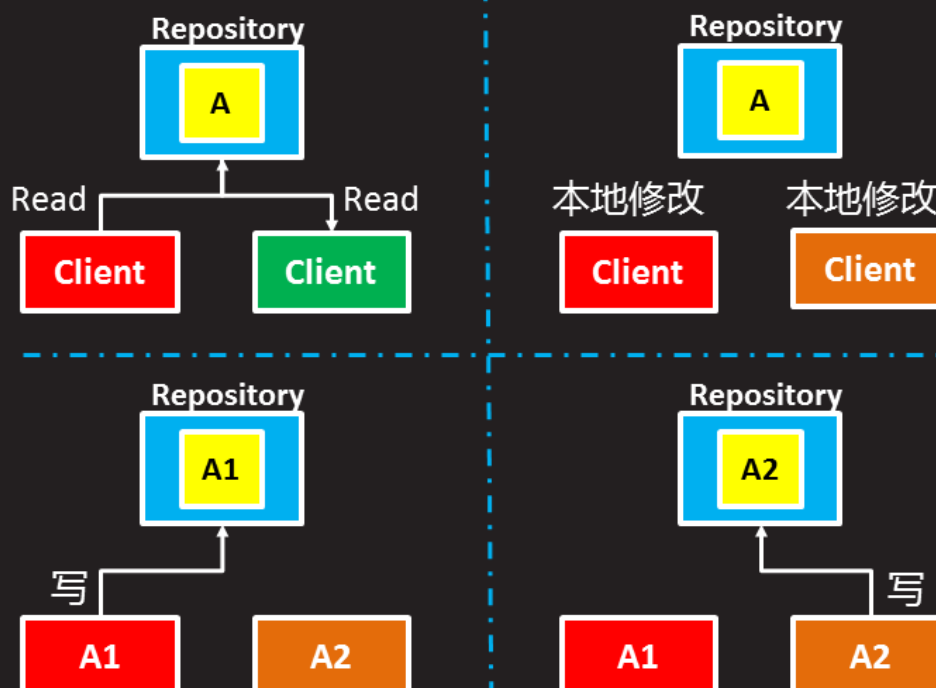 Repository
A
Read
Read
Client
Client
Repository
A
本地修改
本地修改
Client
Client
Repository
A1
写
A1
A2
Repository
A2
写
A1
A2